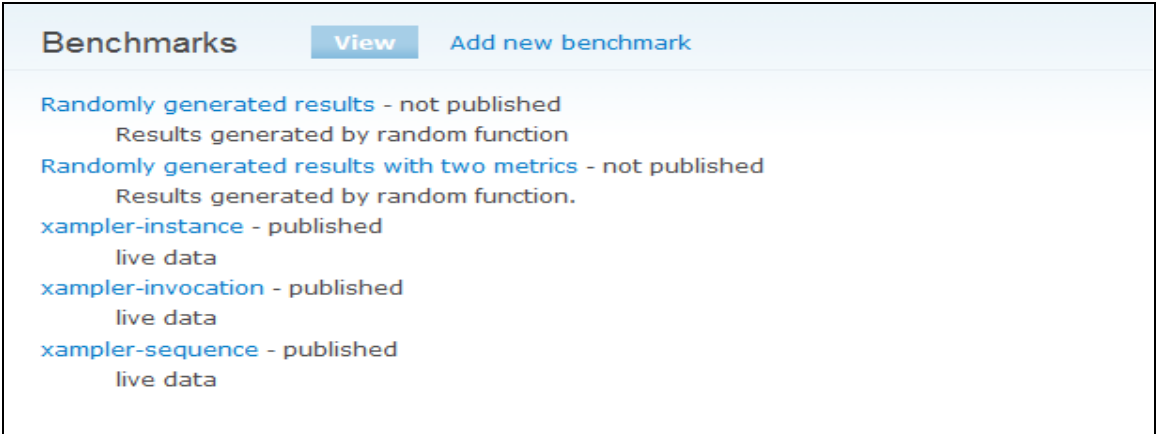 Benchmarks View Add new benchmark
Randomly generated results - not published
Results generated by random function
Randomly generated results with two metrics - not published
Results generated by random function.
xampler-instance - published
live data
xampler-invocation - published
live data
xampler-sequence - published
live data